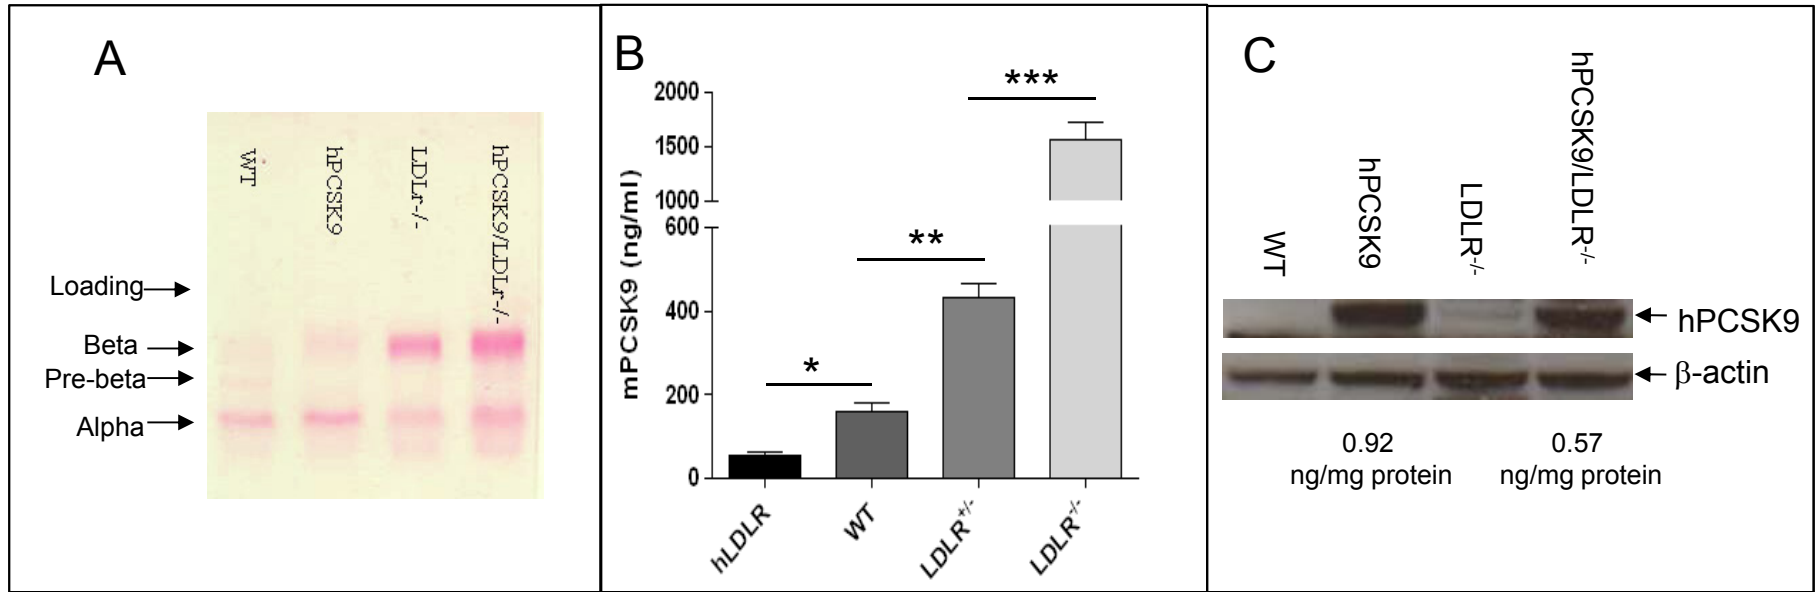 A
WT
hPCSK9
LDLr-/-
hPCSK9/LDLr-/-
Loading
Beta
Pre-beta
Alpha
B
mPCSK9 (ng/ml)
2000
1500
1000
600
400
200
0
*
**
***
hLDLR
WT
LDLR+/-
LDLR-/-
C
WT
hPCSK9
LDLR-/-
hPCSK9/LDLR-/-
hPCSK9
β-actin
0.92
ng/mg protein
0.57
ng/mg protein